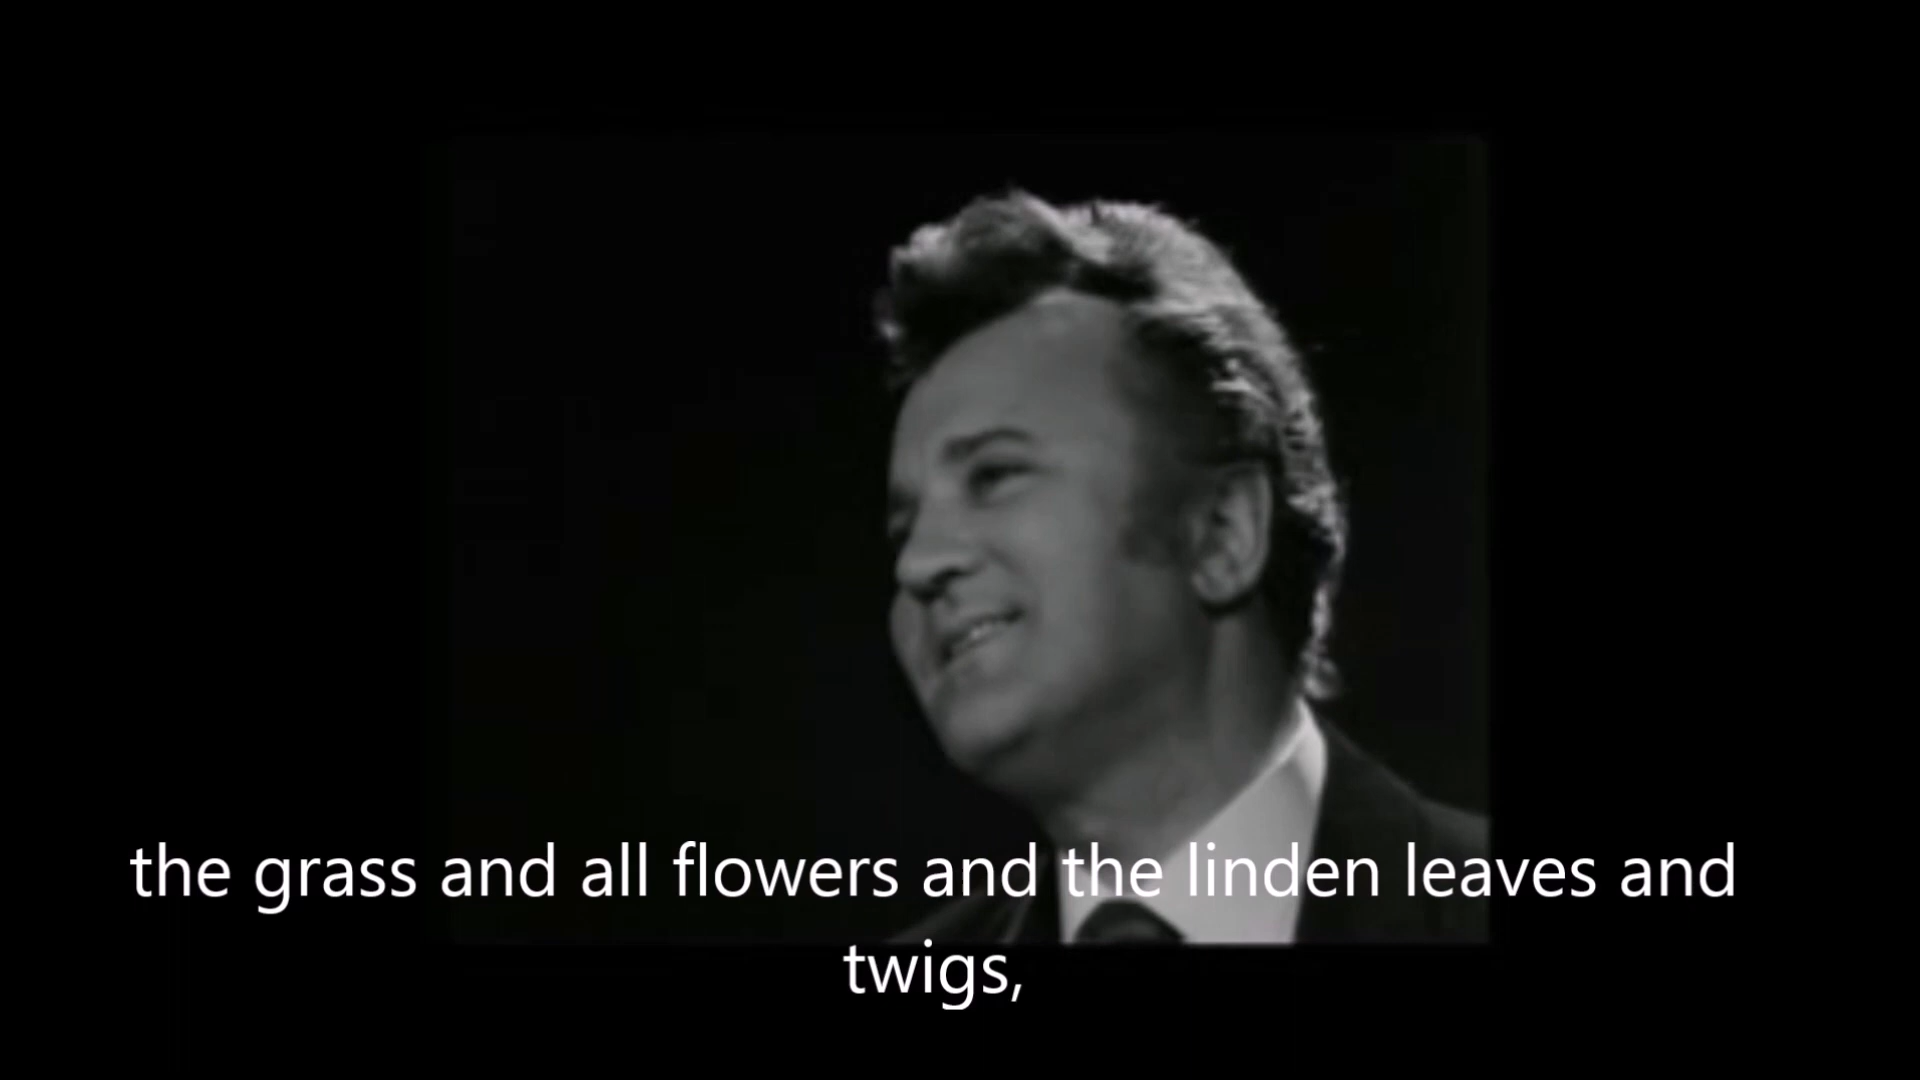 the grass and all flowers and the linden leaves and
twigs,